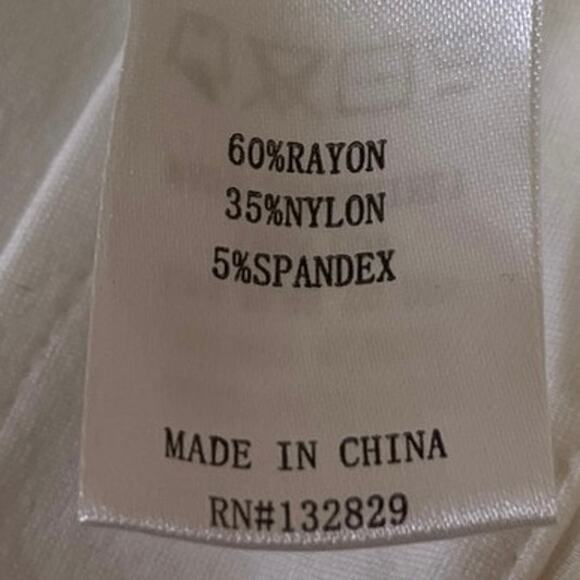 60%RAYON
35%NYLON
5%SPANDEX
MADE IN CHINA
RN#132829